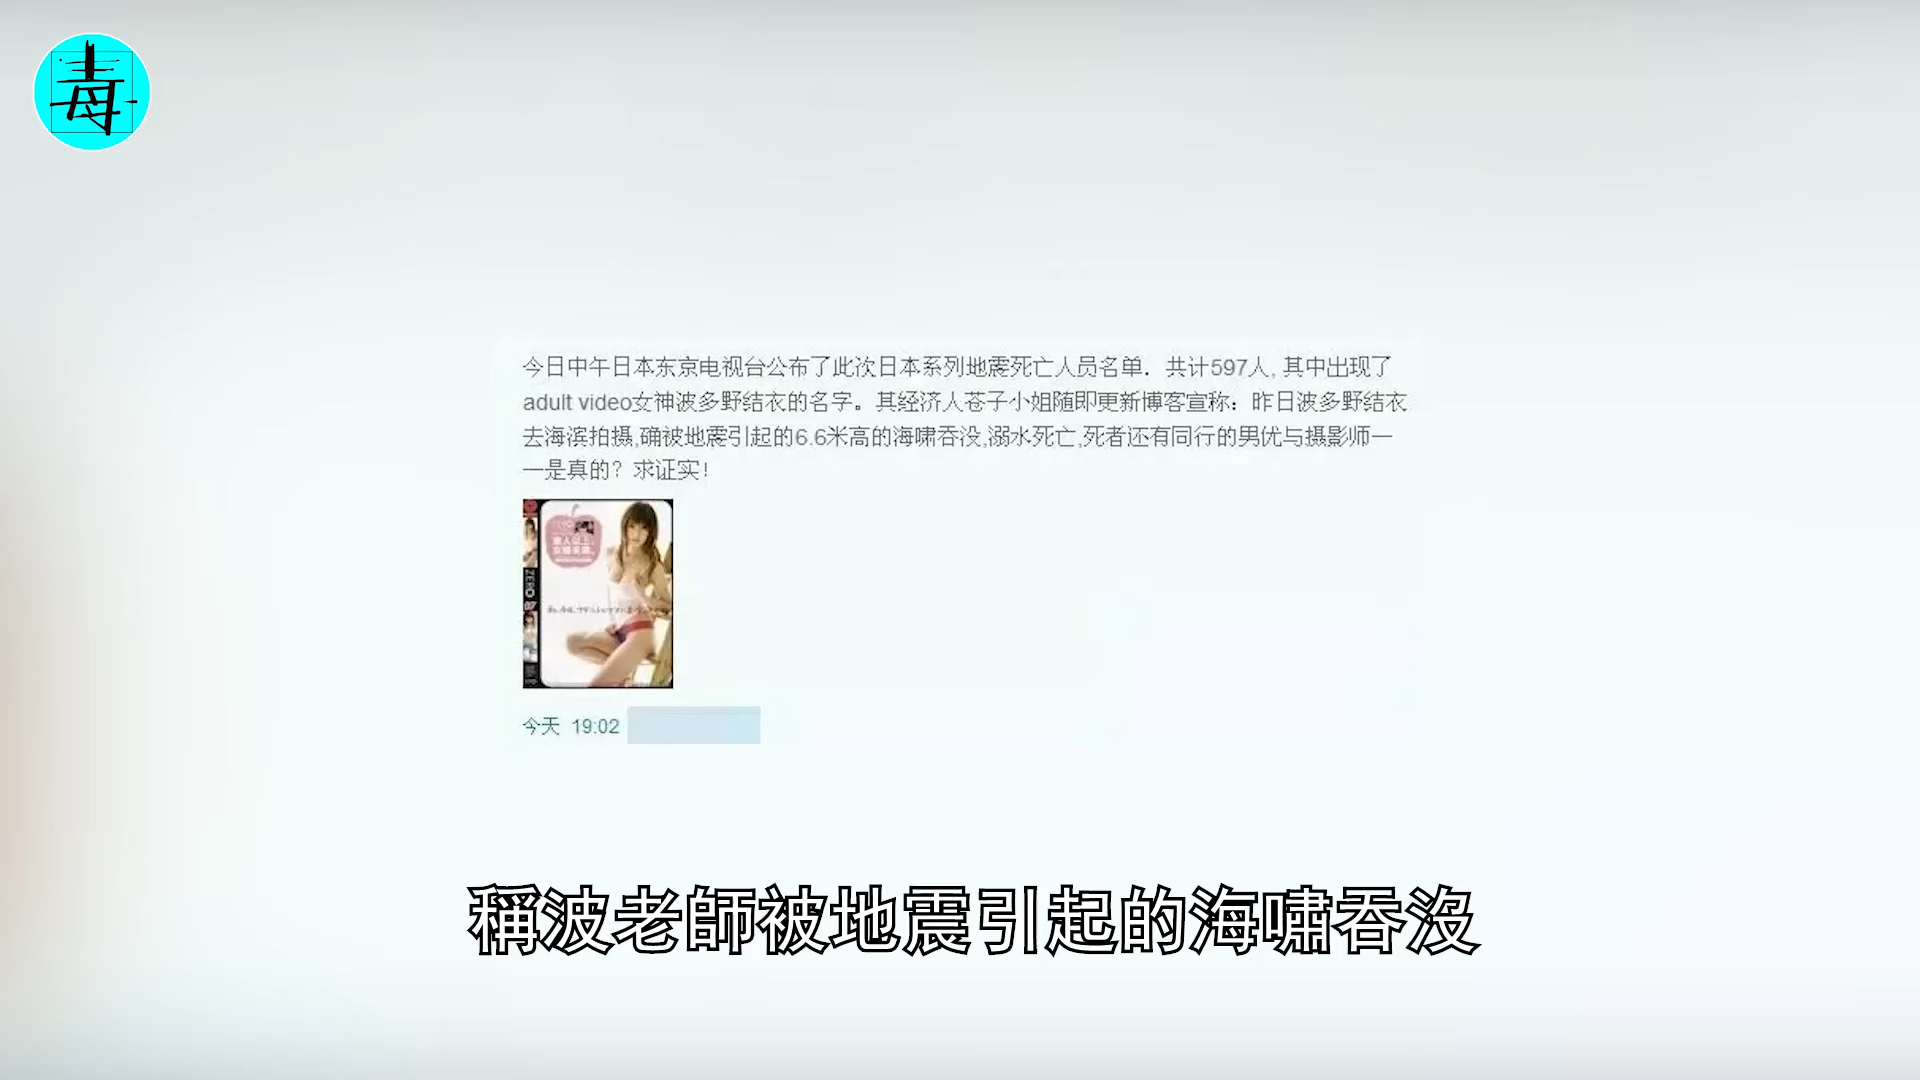 毒
今日中午日本东京电视台公布了此次日本系列地震死亡人员名单．共计597人, 其中出现了
adult video女神波多野结衣的名字。其经济人苍子小姐随即更新博客宣称：昨日波多野结衣
去海滨拍摄,确被地震引起的6.6米高的海啸吞没,溺水死亡,死者还有同行的男优与摄影师一
一是真的？求证实！
ZERO
今天 19:02
稱波老師被地震引起的海嘯吞沒